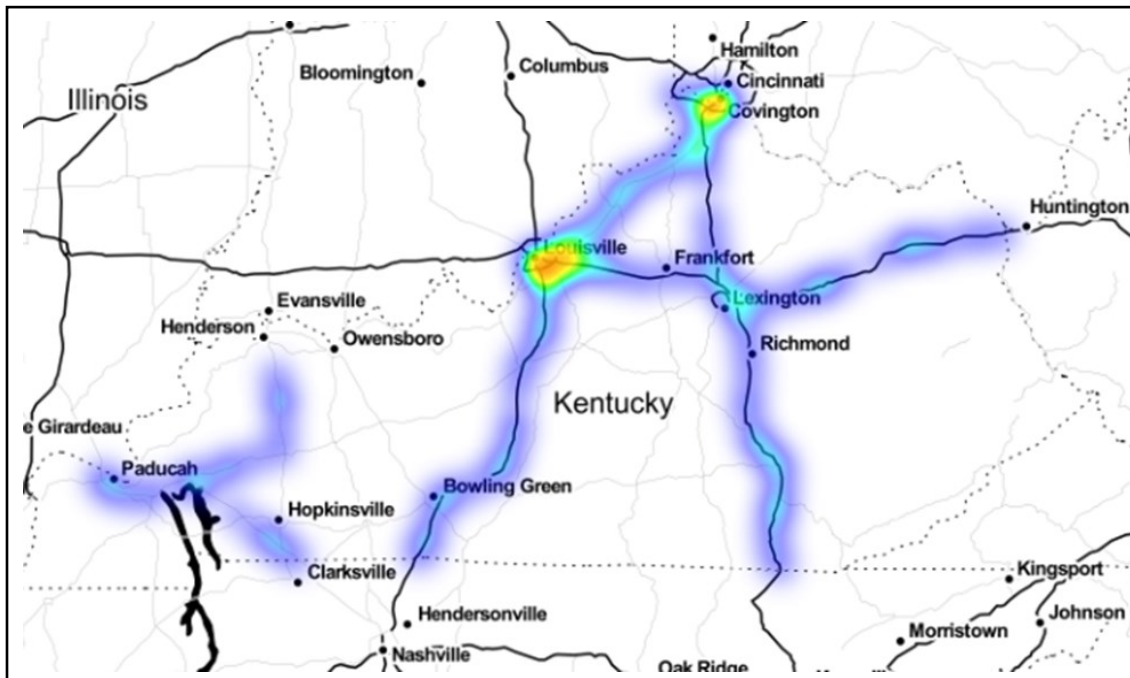 Hamilton
Columbus
Bloomington
Cincinnati
Illinois
Covington
Huntington
Louisville
Frankfort
Lexington
Evansville
Henderson
Owensboro
Richmond
Kentucky
e Girardeau
Paducah
Bowling Green
Hopkinsville
Clarksville
Kingsport
Hendersonville
Johnson
Morristown
Nashville
Oak Ridge